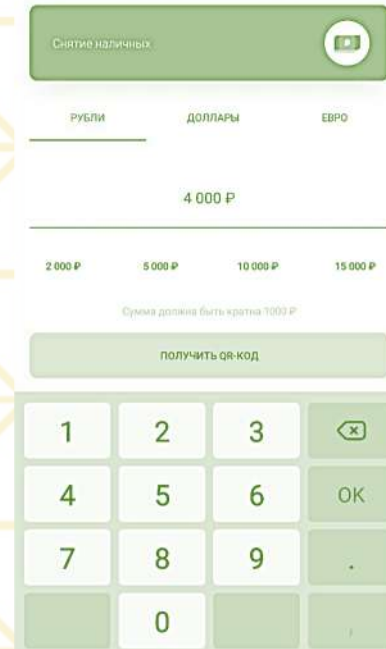 Снятие наличных
РУБЛИ ДОЛЛАРЫ ЕВРО
4 000 ₽
2 000 ₽ 5 000 ₽ 10 000 ₽ 15 000 ₽
Сумма должна быть кратна 1000 ₽
ПОЛУЧИТЬ QR-КОД
1 2 3
4 5 6 OK
7 8 9 .
0 ,